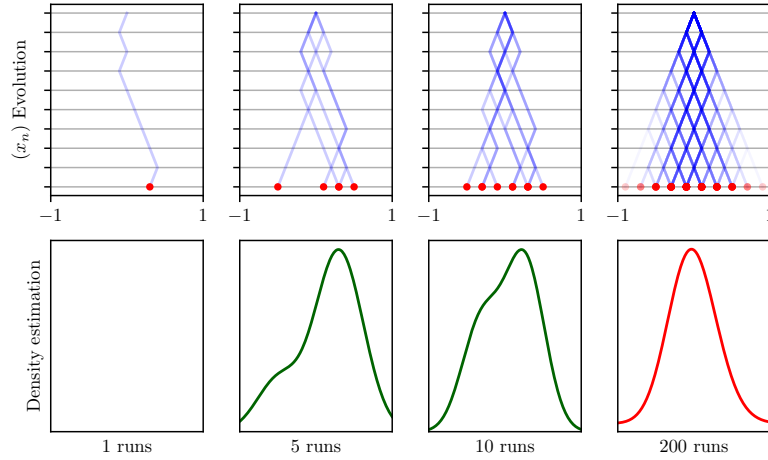 (xₙ) Evolution
−1 1
−1 1
−1 1
−1 1
Density estimation
1 runs
5 runs
10 runs
200 runs